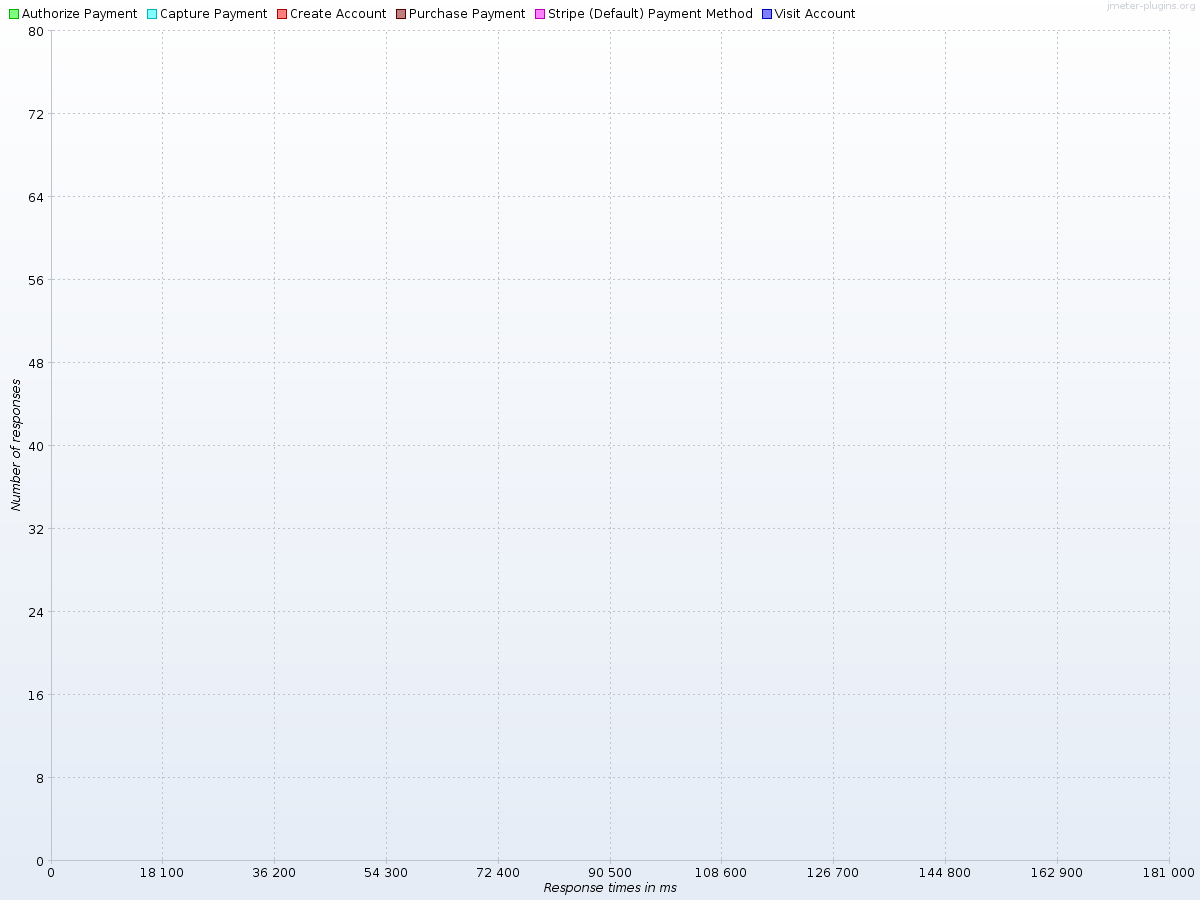 Authorize Payment Capture Payment Create Account Purchase Payment Stripe (Default) Payment Method Visit Account
jmeter-plugins.org
80
72
64
56
48
40
32
24
16
8
0
Number of responses
0 18 100 36 200 54 300 72 400 90 500 108 600 126 700 144 800 162 900 181 000
Response times in ms